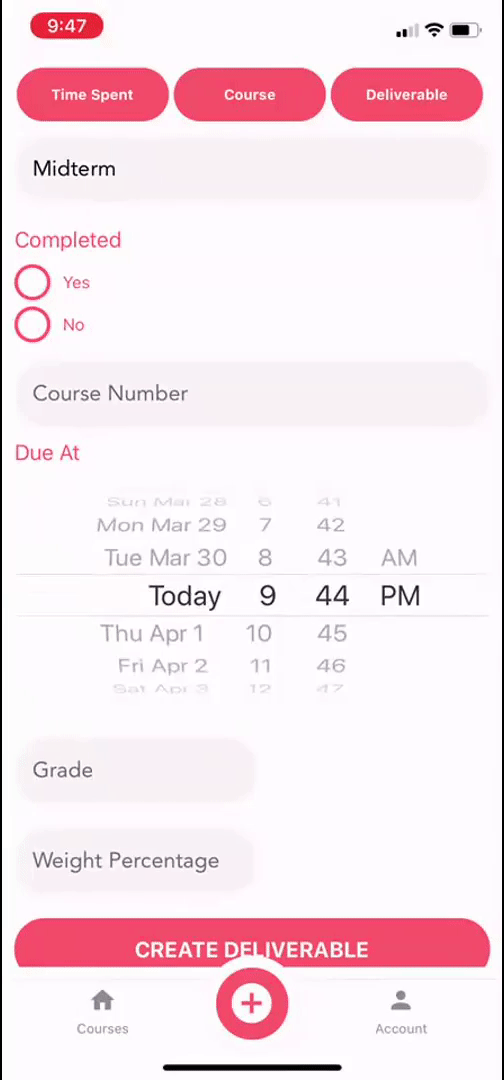 9:47
Time Spent Course Deliverable
Midterm
Completed
Yes
No
Course Number
Due At
Sun Mar 28 6 41
Mon Mar 29 7 42
Tue Mar 30 8 43 AM
Today 9 44 PM
Thu Apr 1 10 45
Fri Apr 2 11 46
Sat Apr 3 12 47
Grade
Weight Percentage
CREATE DELIVERABLE
Courses Account